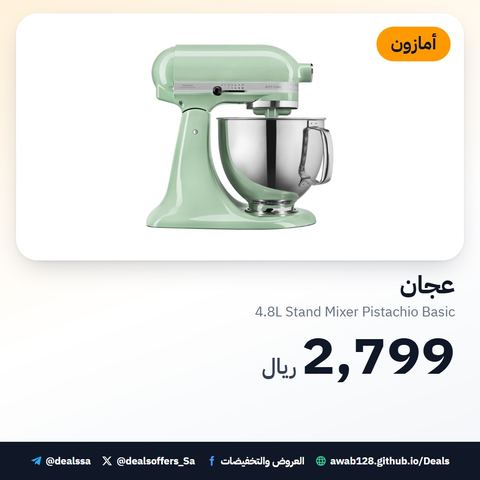 أمازون
عجان
4.8L Stand Mixer Pistachio Basic
2,799 ريال
@dealssa @dealsoffers_Sa العروض والتخفيضات awab128.github.io/Deals